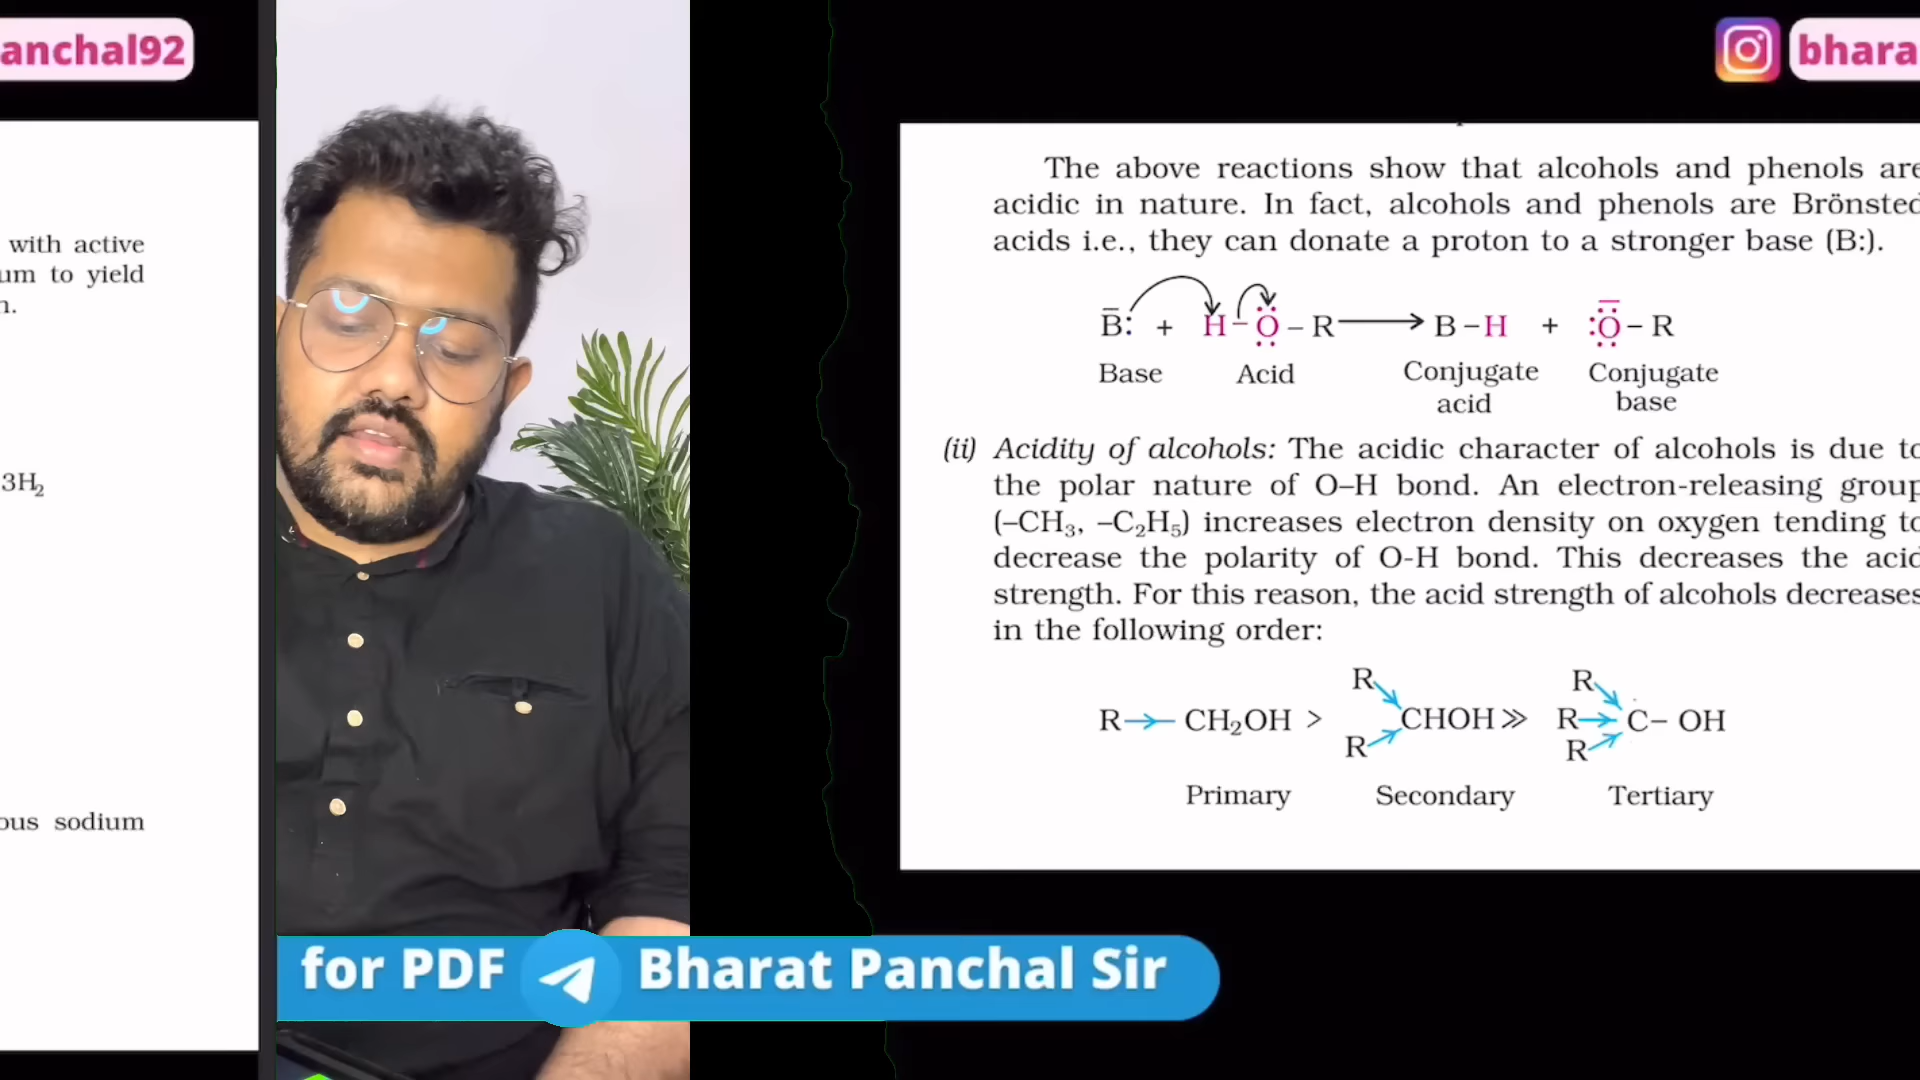 anchal92
bhara
with active
um to yield
n.
3H₂
ous sodium
The above reactions show that alcohols and phenols are
acidic in nature. In fact, alcohols and phenols are Brönsted
acids i.e., they can donate a proton to a stronger base (B:).
B̄: + H – Ö – R ⟶ B – H + :Ȫ – R
Base Acid Conjugate acid Conjugate base
(ii) Acidity of alcohols: The acidic character of alcohols is due to
the polar nature of O–H bond. An electron-releasing group
(–CH₃, –C₂H₅) increases electron density on oxygen tending to
decrease the polarity of O-H bond. This decreases the acid
strength. For this reason, the acid strength of alcohols decreases
in the following order:
R R
R → CH₂OH > CHOH ≫ R → C – OH
R R
Primary Secondary Tertiary
for PDF Bharat Panchal Sir